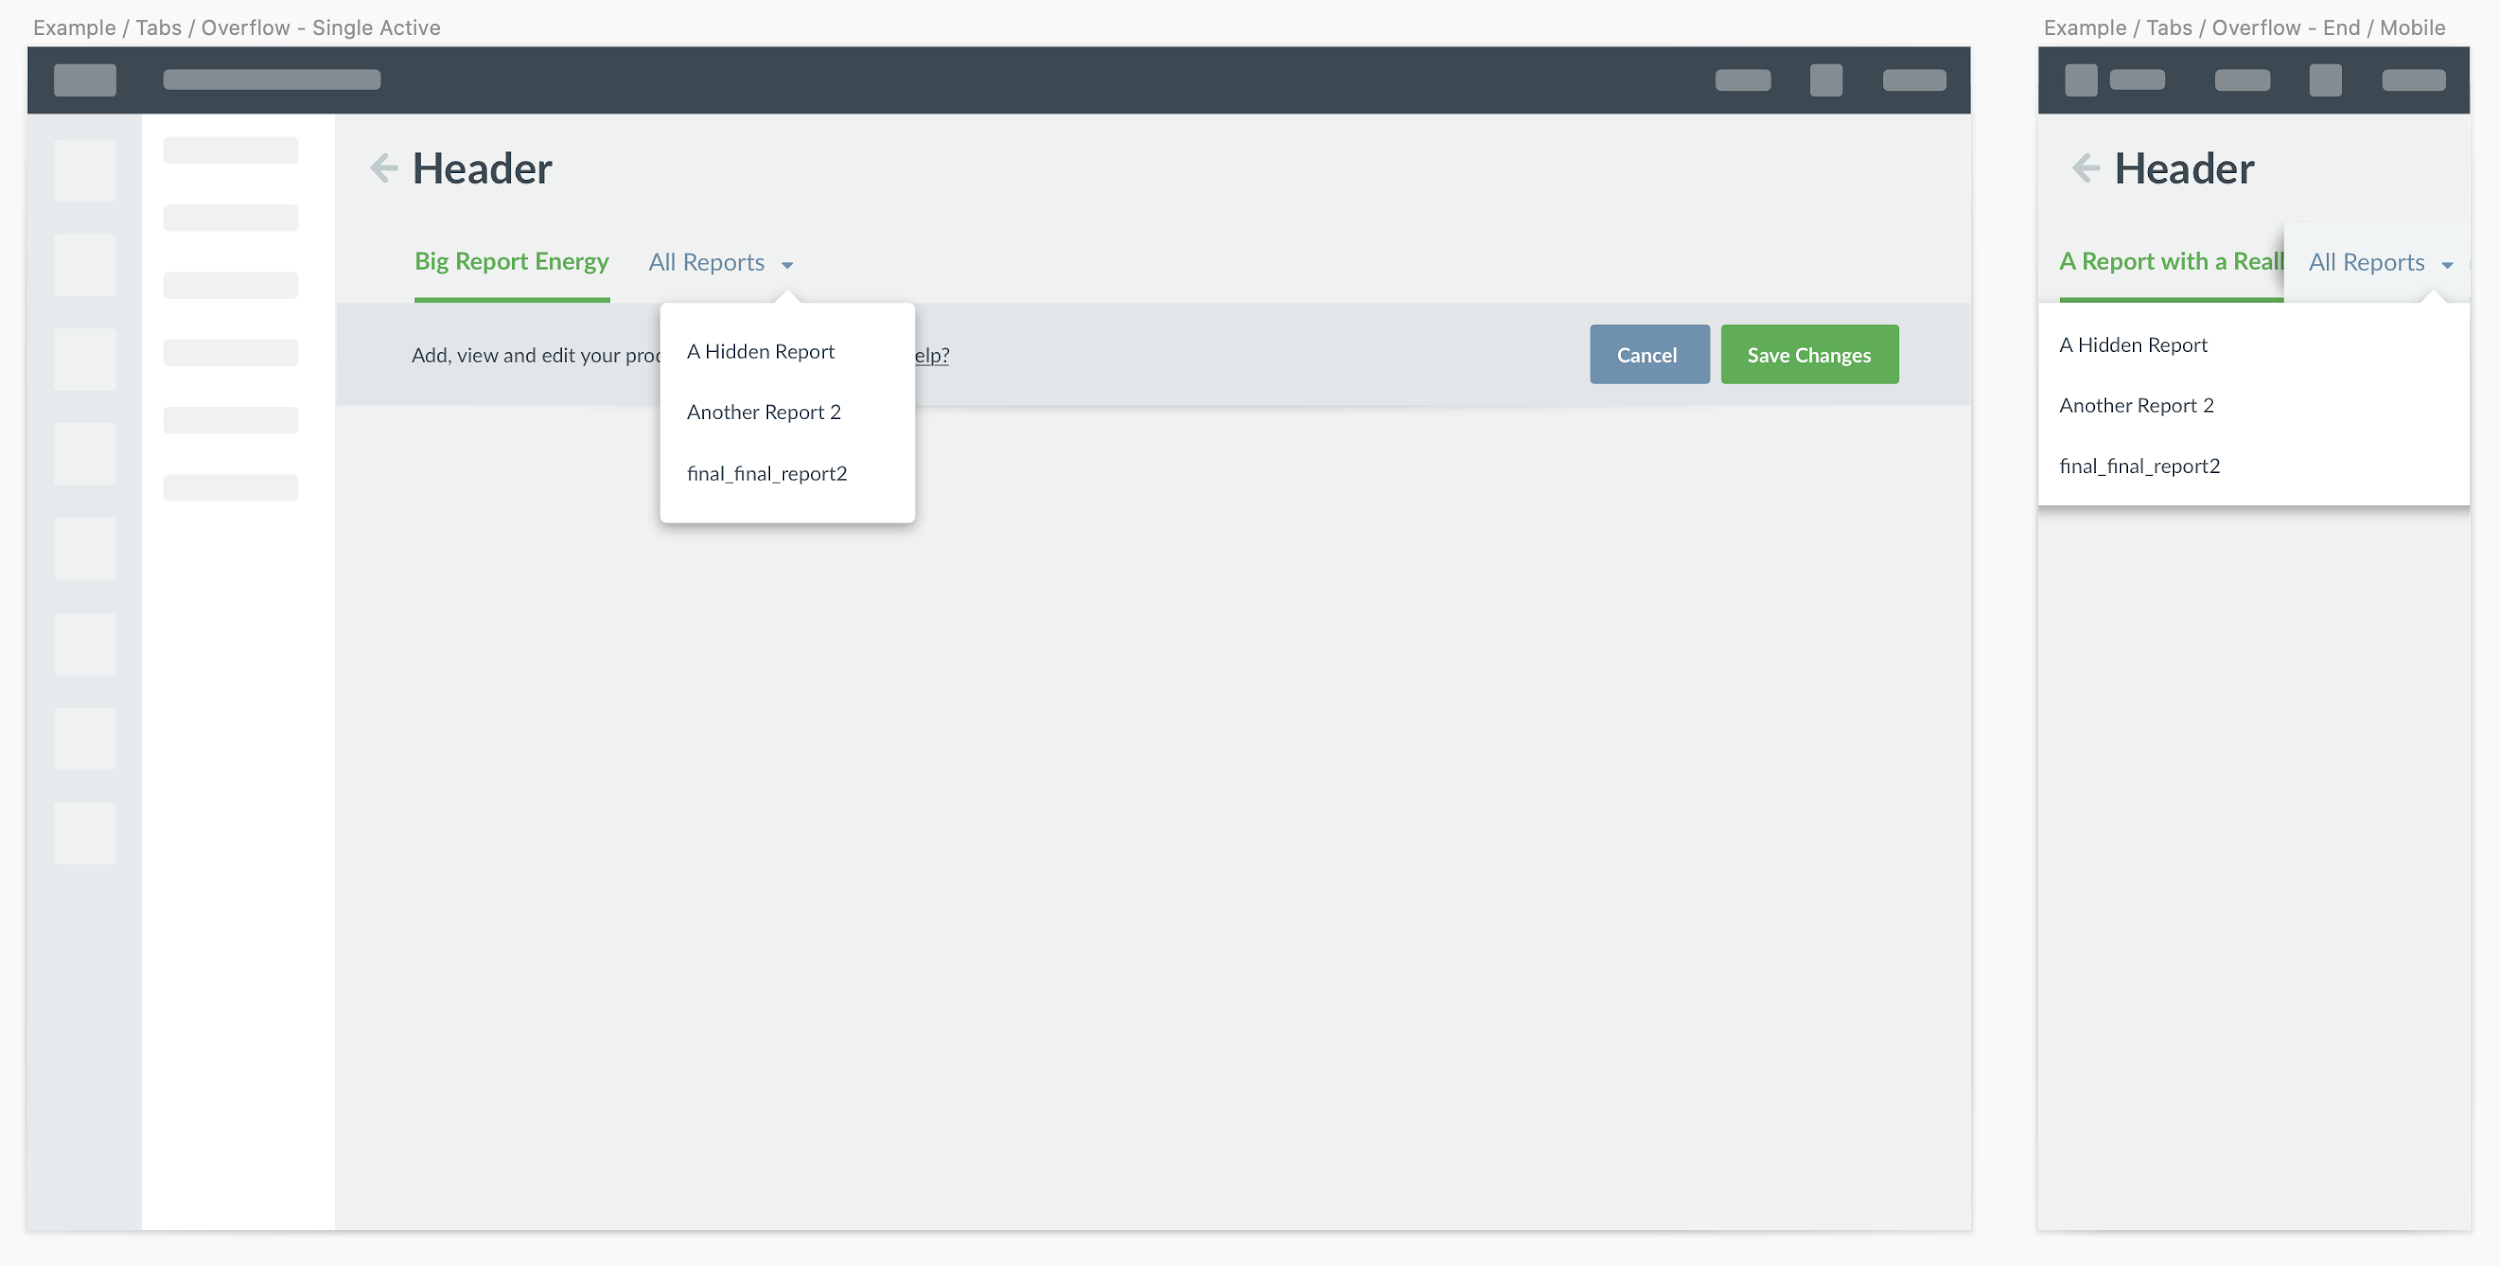 Example / Tabs / Overflow - Single Active
Header
Big Report Energy
All Reports
Add, view and edit your proc
elp?
Cancel
Save Changes
A Hidden Report
Another Report 2
final_final_report2
Example / Tabs / Overflow - End / Mobile
Header
A Report with a Reall
All Reports
A Hidden Report
Another Report 2
final_final_report2